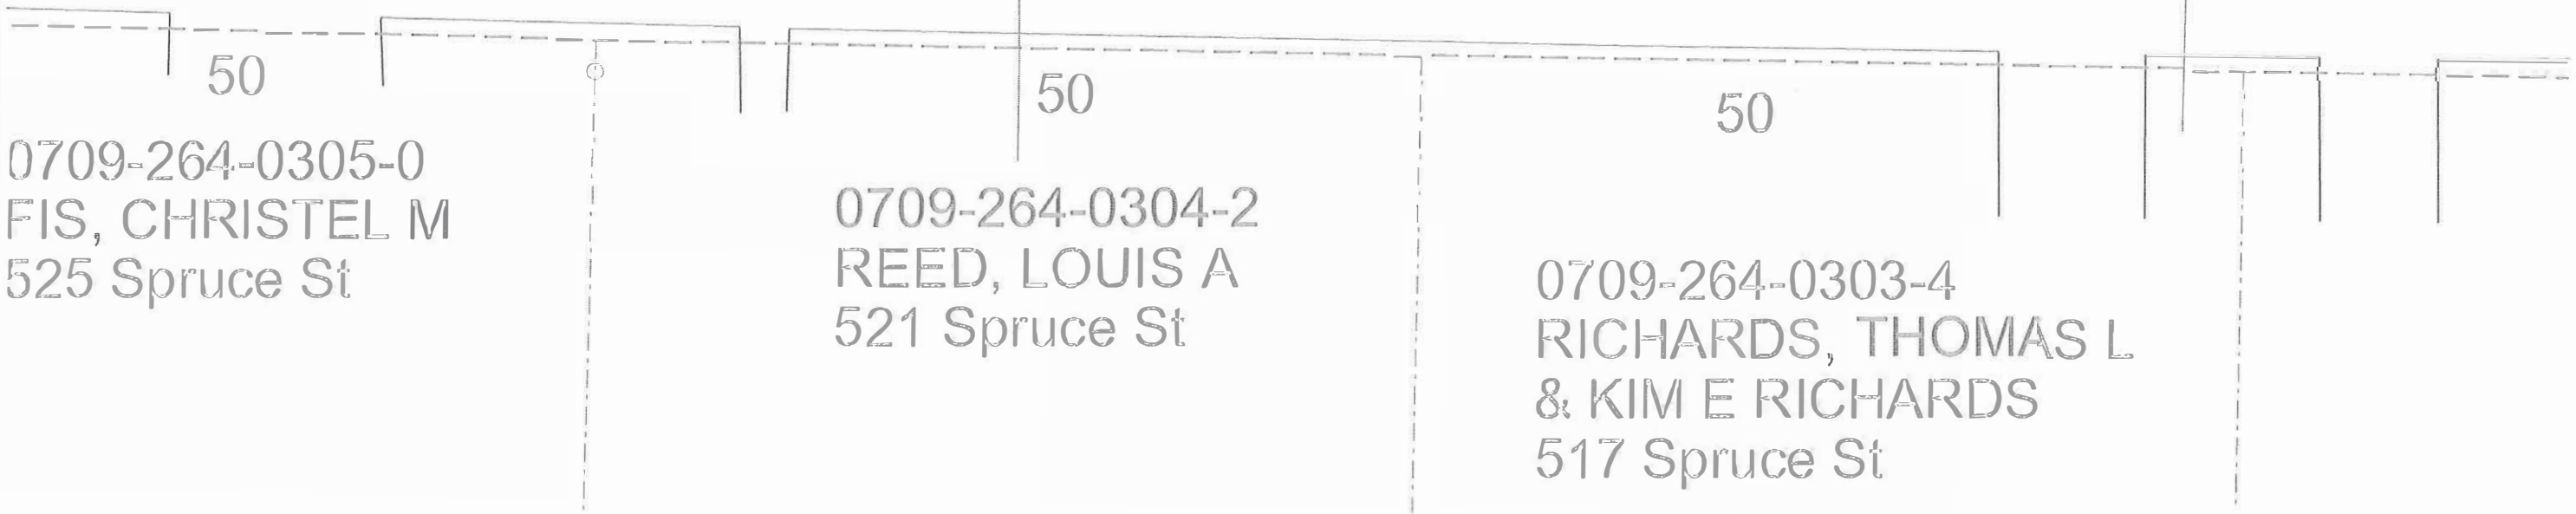 50
0709-264-0305-0
FIS, CHRISTEL M
525 Spruce St
50
0709-264-0304-2
REED, LOUIS A
521 Spruce St
50
0709-264-0303-4
RICHARDS, THOMAS L
& KIM E RICHARDS
517 Spruce St